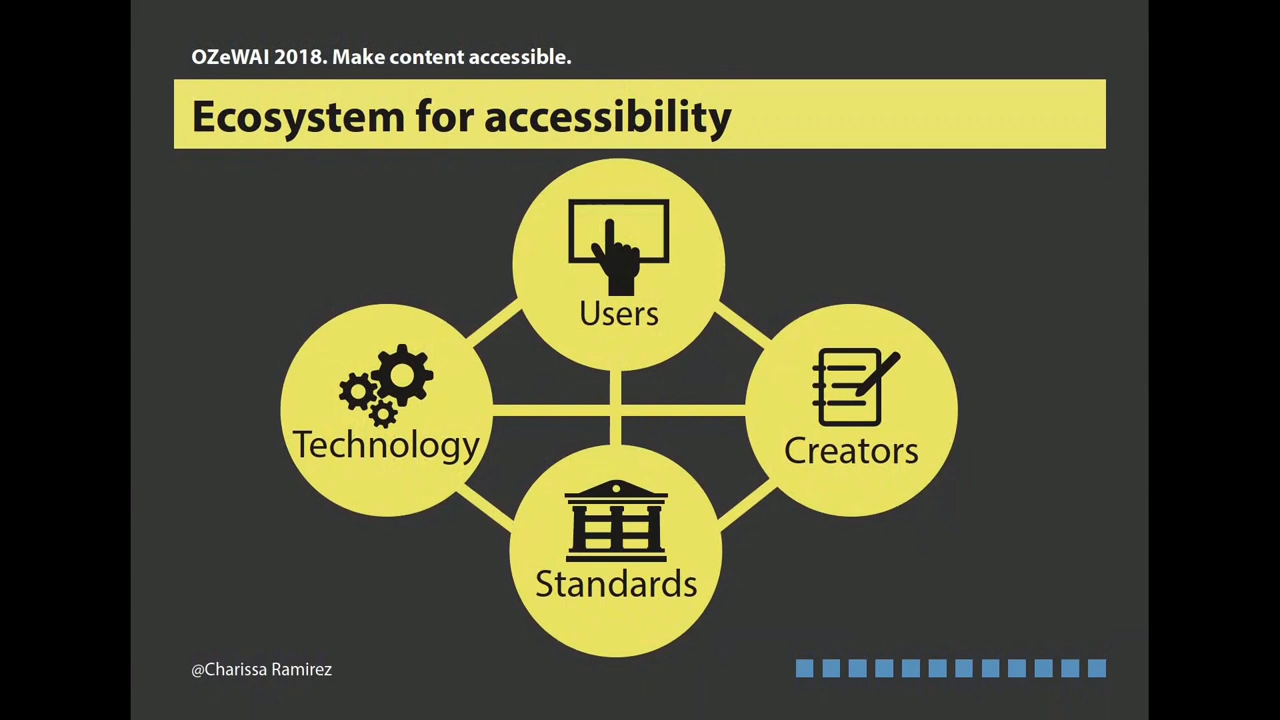 OZeWAI 2018. Make content accessible.
Ecosystem for accessibility
Users
Technology
Creators
Standards
@Charissa Ramirez